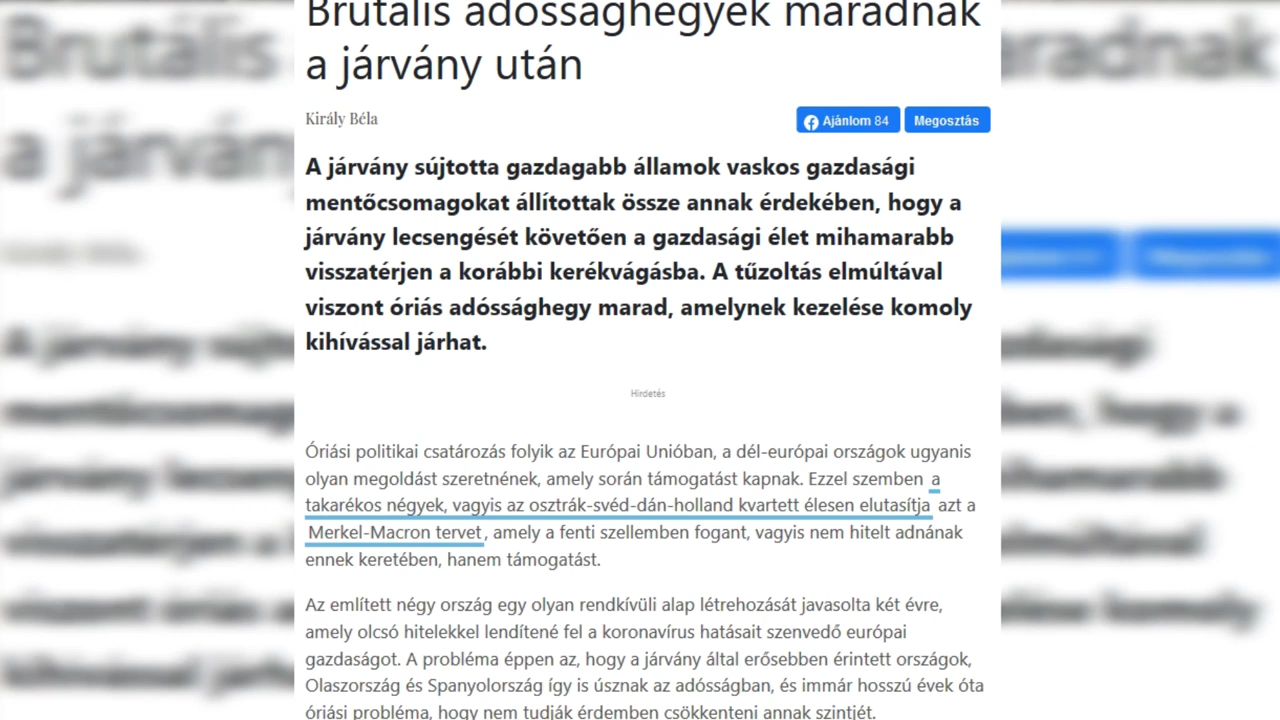 Brutális adóssághegyek maradnak
a járvány után
Király Béla
Ajánlom 84
Megosztás
A járvány sújtotta gazdagabb államok vaskos gazdasági
mentőcsomagokat állítottak össze annak érdekében, hogy a
járvány lecsengését követően a gazdasági élet mihamarabb
visszatérjen a korábbi kerékvágásba. A tűzoltás elmúltával
viszont óriás adóssághegy marad, amelynek kezelése komoly
kihívással járhat.
Hirdetés
Óriási politikai csatározás folyik az Európai Unióban, a dél-európai országok ugyanis
olyan megoldást szeretnének, amely során támogatást kapnak. Ezzel szemben a
takarékos négyek, vagyis az osztrák-svéd-dán-holland kvartett élesen elutasítja azt a
Merkel-Macron tervet, amely a fenti szellemben fogant, vagyis nem hitelt adnának
ennek keretében, hanem támogatást.
Az említett négy ország egy olyan rendkívüli alap létrehozását javasolta két évre,
amely olcsó hitelekkel lendítené fel a koronavírus hatásait szenvedő európai
gazdaságot. A probléma éppen az, hogy a járvány által erősebben érintett országok,
Olaszország és Spanyolország így is úsznak az adósságban, és immár hosszú évek óta
óriási probléma, hogy nem tudják érdemben csökkenteni annak szintjét.